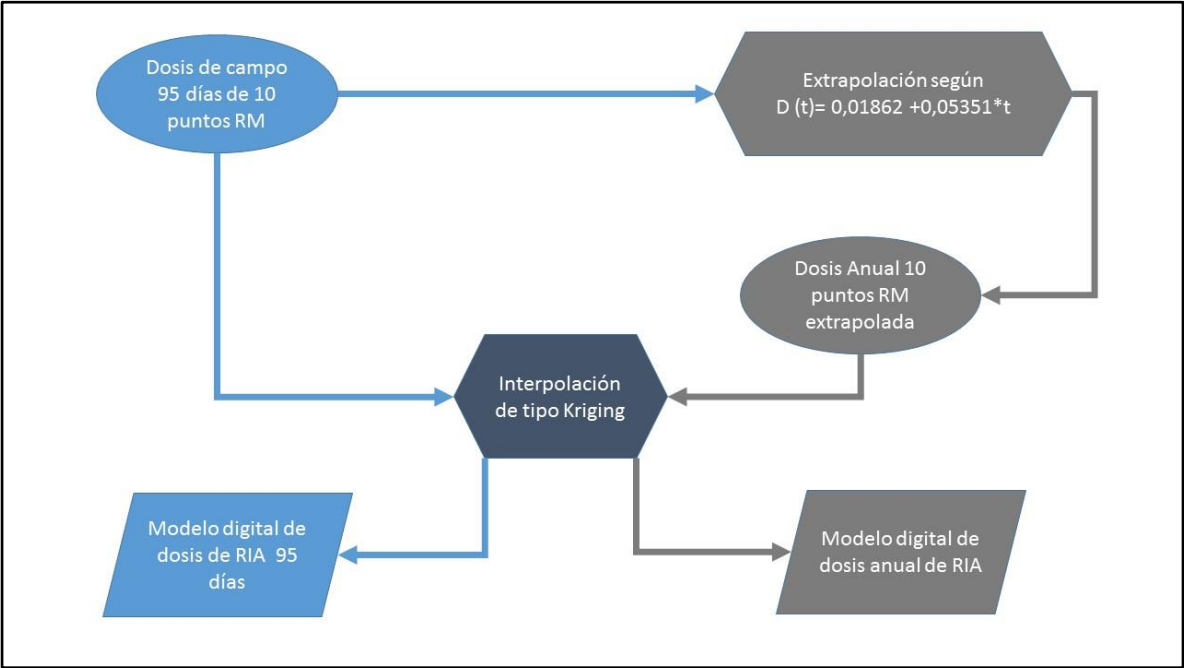 Dosis de campo
95 días de 10
puntos RM
Extrapolación según
D (t)= 0,01862 +0,05351*t
Dosis Anual 10
puntos RM
extrapolada
Interpolación
de tipo Kriging
Modelo digital de
dosis de RIA 95
días
Modelo digital de
dosis anual de RIA